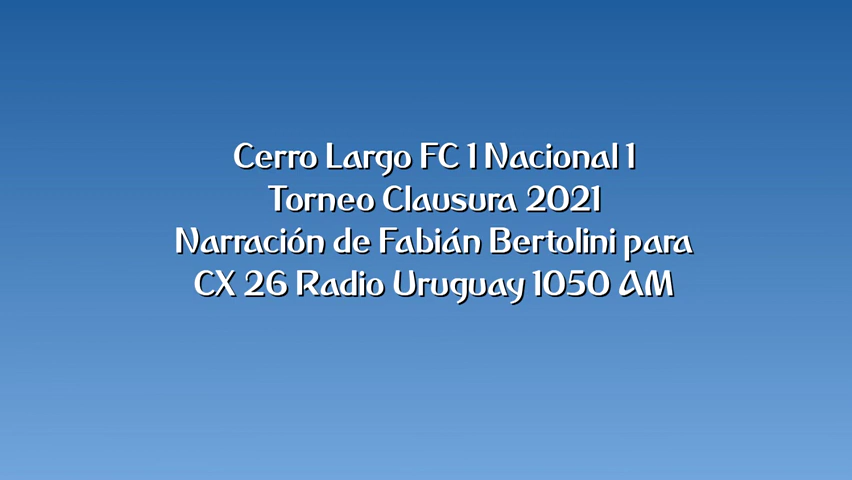 Cerro Largo FC 1 Nacional 1
Torneo Clausura 2021
Narración de Fabián Bertolini para
CX 26 Radio Uruguay 1050 AM